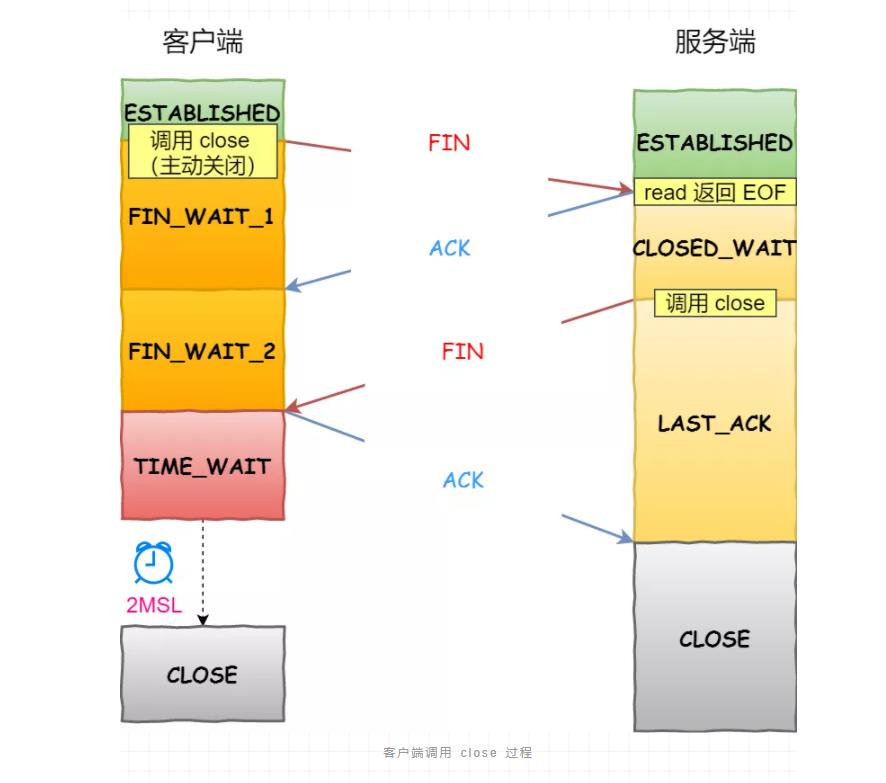 客户端
服务端
ESTABLISHED
调用 close
（主动关闭）
FIN
ESTABLISHED
read 返回 EOF
FIN_WAIT_1
ACK
CLOSED_WAIT
调用 close
FIN_WAIT_2
FIN
LAST_ACK
TIME_WAIT
ACK
2MSL
CLOSE
CLOSE
客户端调用 close 过程